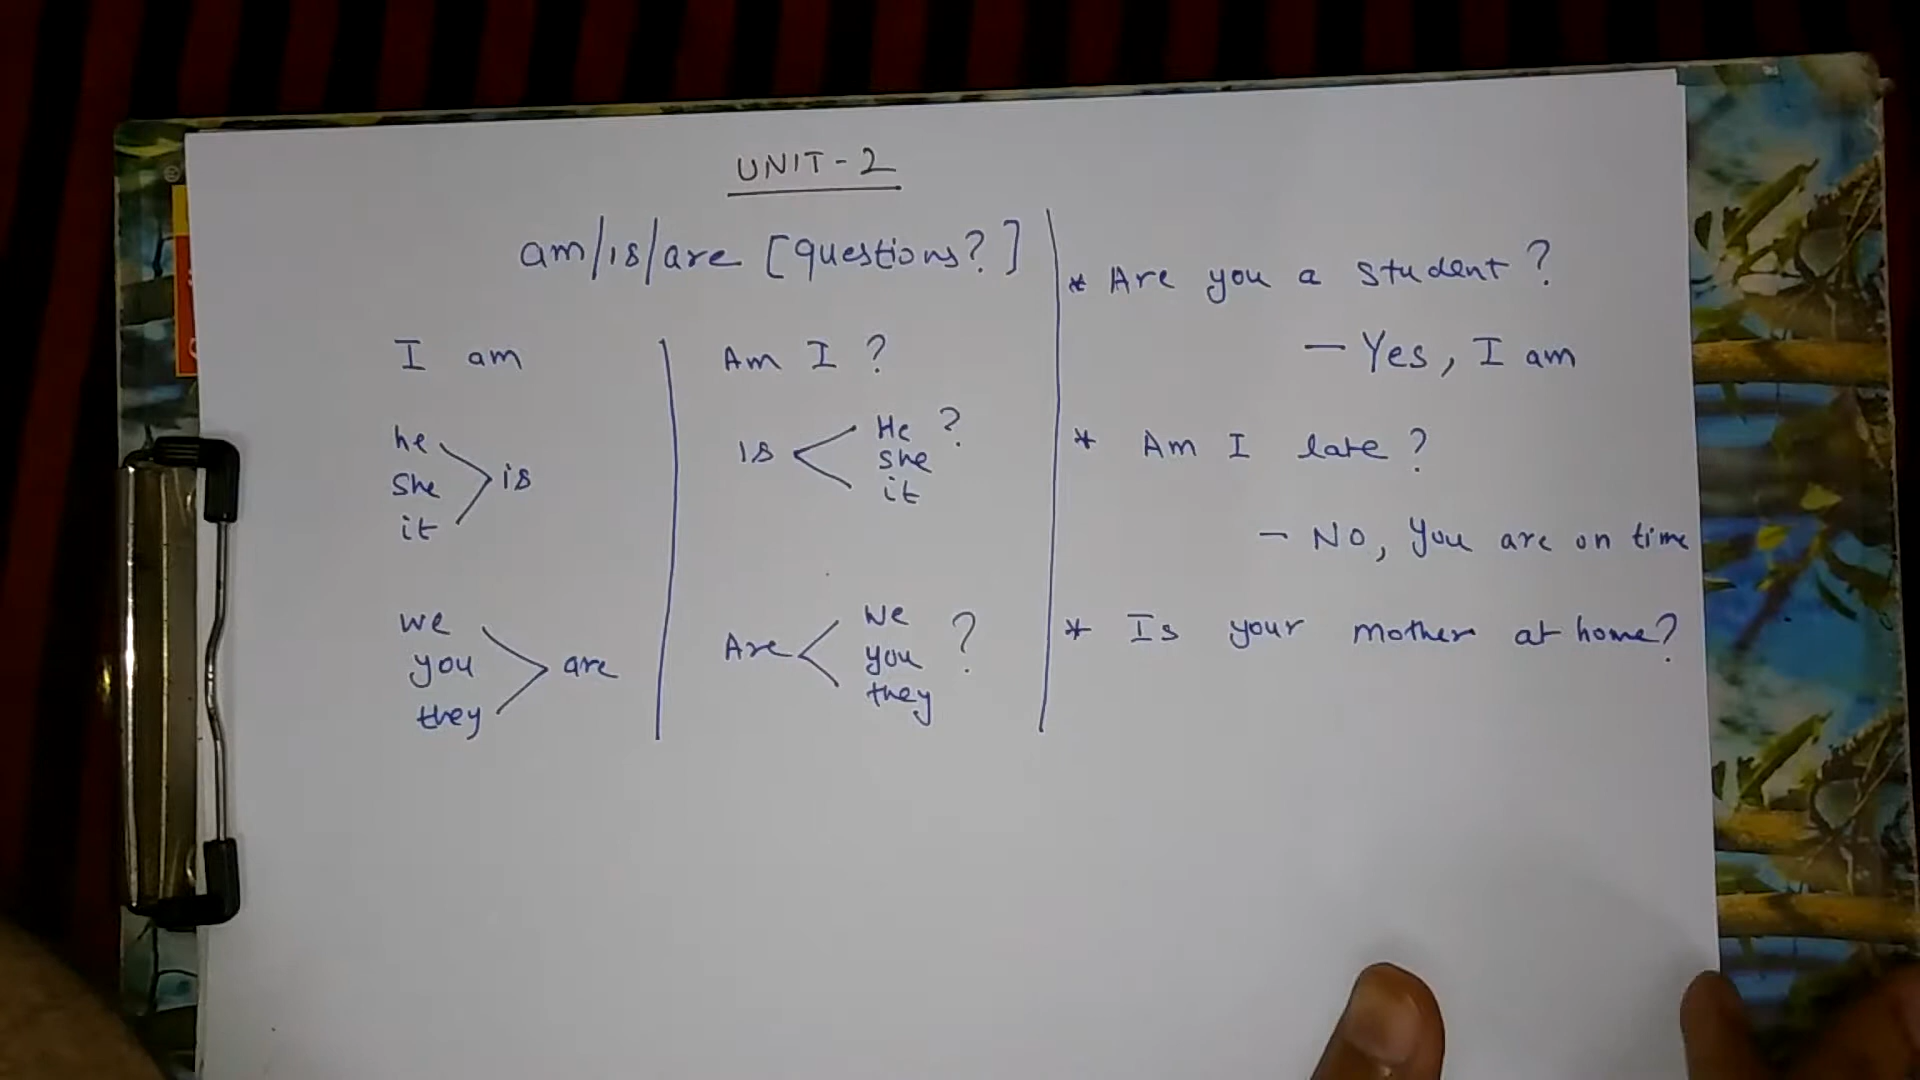 UNIT-2
am/is/are [questions?]
I am
he
she
it
is
we
you
they
are
Am I ?
Is
He ?
she
it
Are
We
you ?
they
* Are you a student ?
— Yes, I am
* Am I late ?
— No, you are on time
* Is your mother at home?